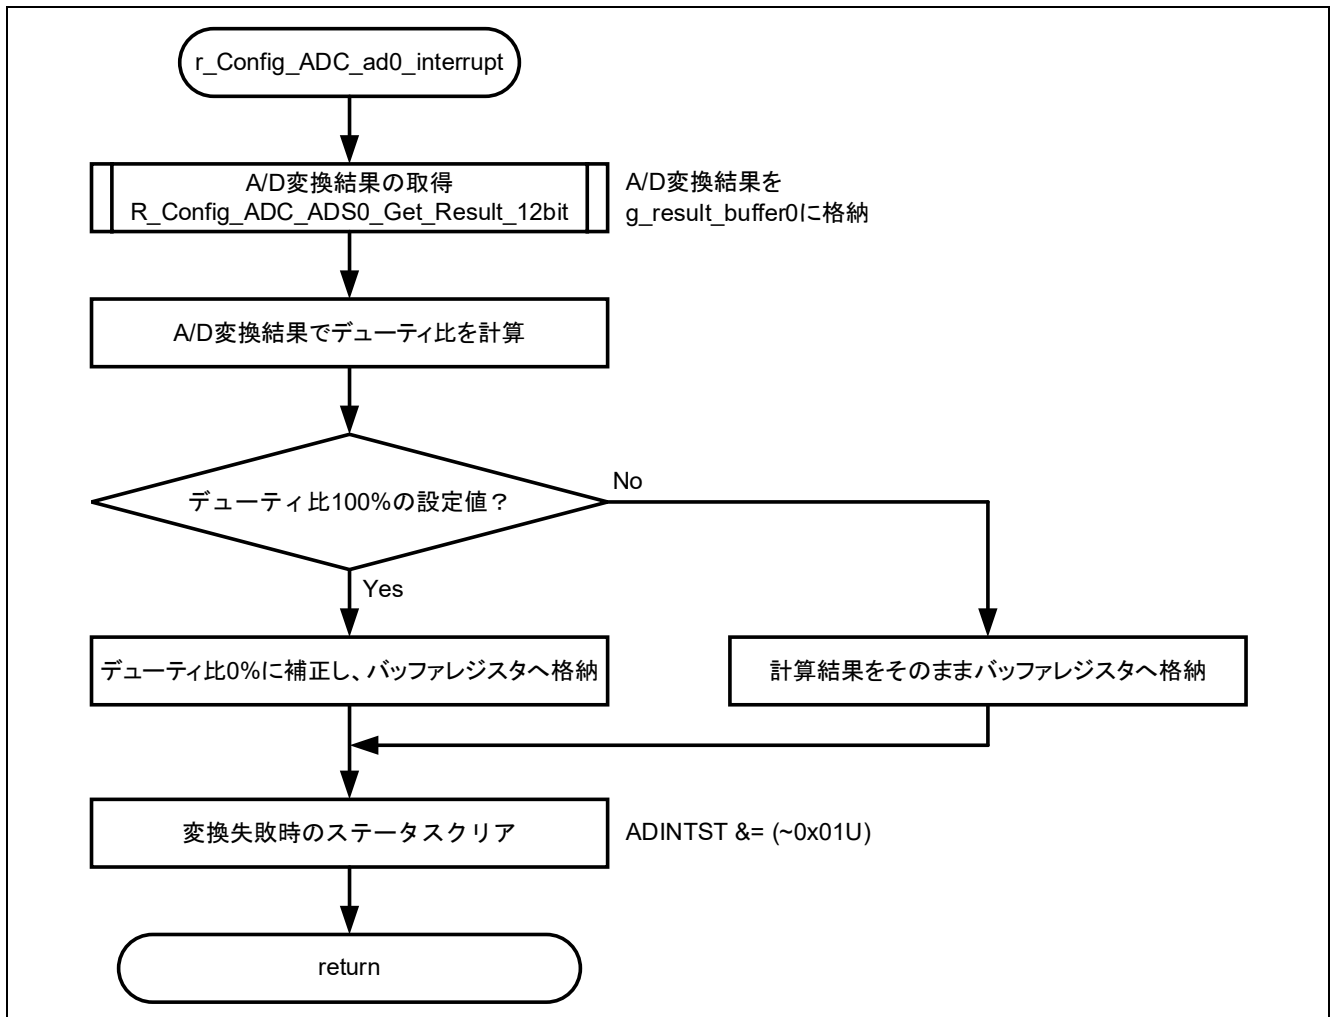 r_Config_ADC_ad0_interrupt
A/D変換結果の取得
R_Config_ADC_ADS0_Get_Result_12bit
A/D変換結果を
g_result_buffer0に格納
A/D変換結果でデューティ比を計算
デューティ比100%の設定値？
No
Yes
デューティ比0%に補正し、バッファレジスタへ格納
計算結果をそのままバッファレジスタへ格納
変換失敗時のステータスクリア
ADINTST &= (~0x01U)
return